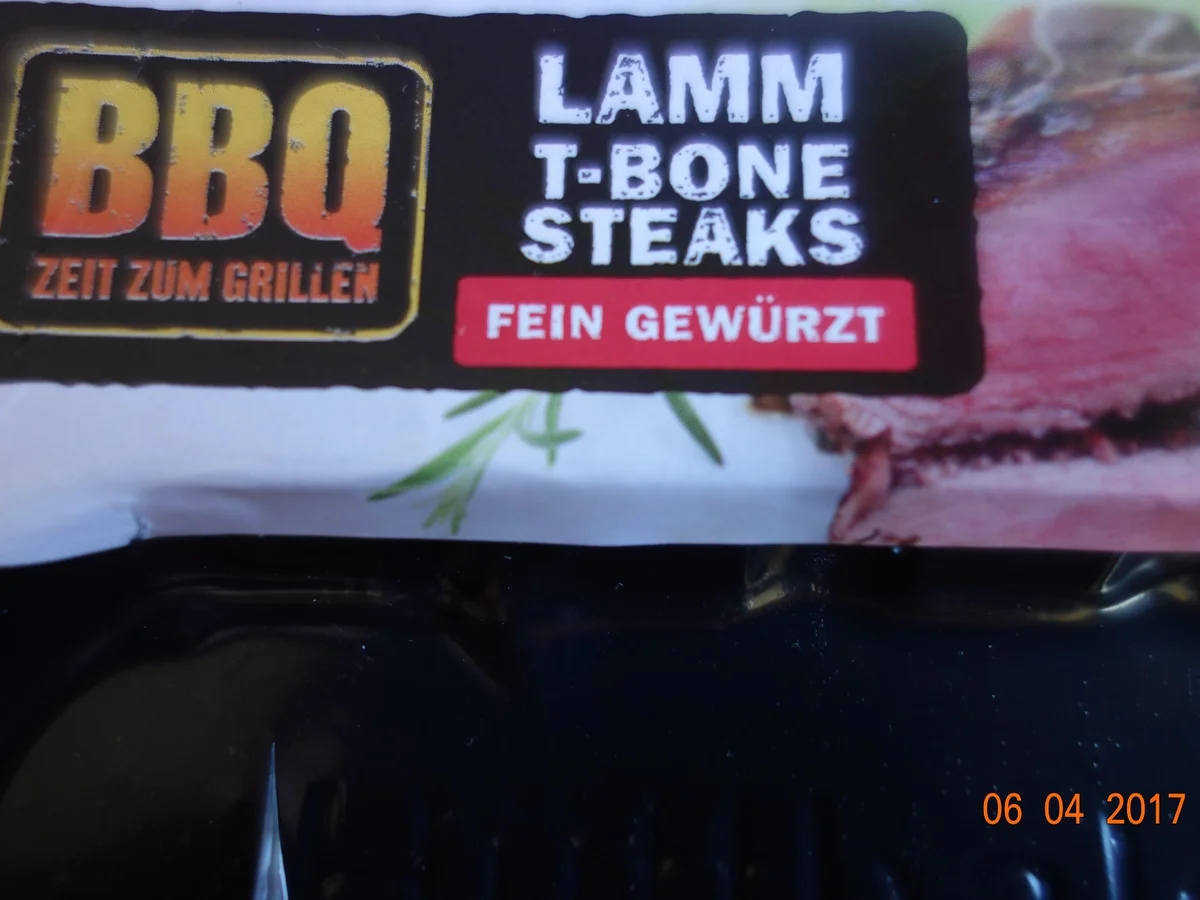 BBQ
ZEIT ZUM GRILLEN
LAMM
T-BONE
STEAKS
FEIN GEWÜRZT
06 04 2017